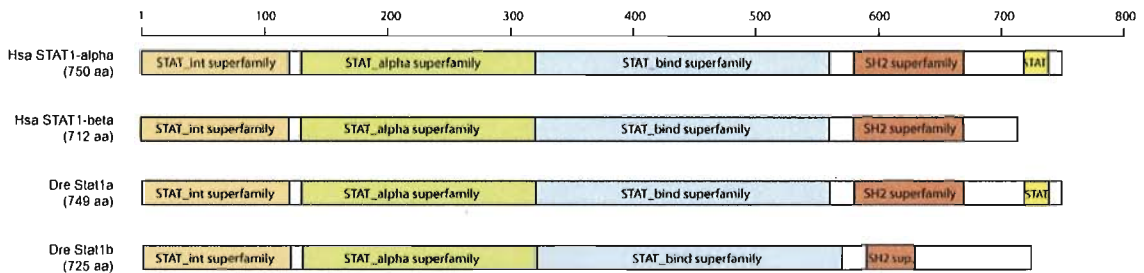 1 100 200 300 400 500 600 700 800
Hsa STAT1-alpha
(750 aa)
STAT_int superfamily STAT_alpha superfamily STAT_bind superfamily SH2 superfamily STAT
Hsa STAT1-beta
(712 aa)
STAT_int superfamily STAT_alpha superfamily STAT_bind superfamily SH2 superfamily
Dre Stat1a
(749 aa)
STAT_int superfamily STAT_alpha superfamily STAT_bind superfamily SH2 superfamily STAT
Dre Stat1b
(725 aa)
STAT_int superfamily STAT_alpha superfamily STAT_bind superfamily SH2 sup.